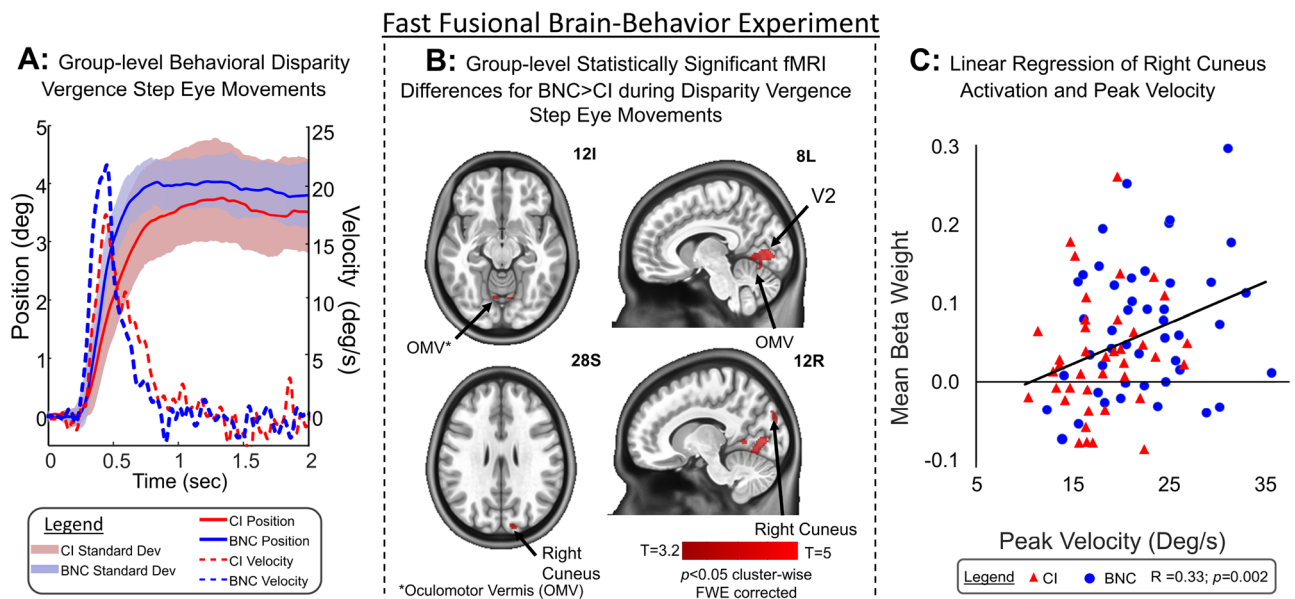 Fast Fusional Brain-Behavior Experiment
A: Group-level Behavioral Disparity
Vergence Step Eye Movements
5
4
3
2
1
0
Position (deg)
25
20
15
10
5
0
Velocity (deg/s)
0
0.5
1
1.5
2
Time (sec)
Legend
CI Standard Dev
BNC Standard Dev
CI Position
BNC Position
CI Velocity
BNC Velocity
B: Group-level Statistically Significant fMRI
Differences for BNC>CI during Disparity Vergence
Step Eye Movements
12I
8L
V2
OMV*
OMV
28S
12R
Right
Cuneus
Right Cuneus
T=3.2
T=5
p<0.05 cluster-wise
FWE corrected
*Oculomotor Vermis (OMV)
C: Linear Regression of Right Cuneus
Activation and Peak Velocity
0.3
0.2
0.1
0.0
-0.1
Mean Beta Weight
5
15
25
35
Peak Velocity (Deg/s)
Legend
CI
BNC
R =0.33; p=0.002